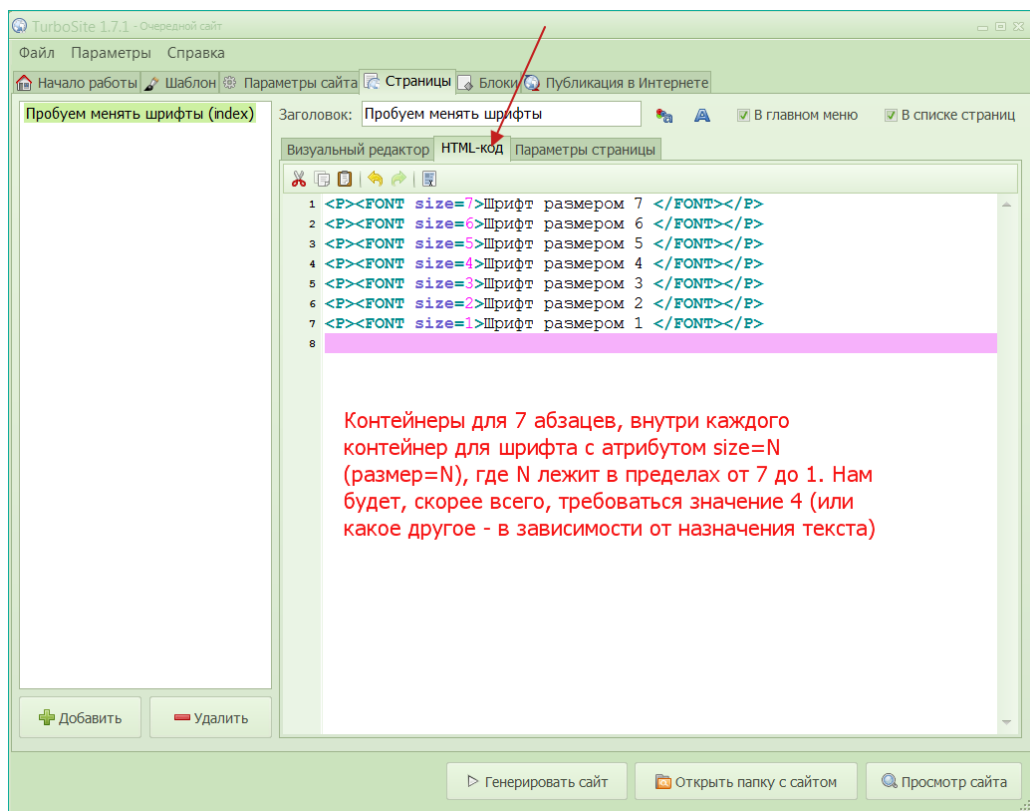 TurboSite 1.7.1 - Очередной сайт
Файл Параметры Справка
Начало работы Шаблон Параметры сайта Страницы Блоки Публикация в Интернете
Пробуем менять шрифты (index)
Заголовок: Пробуем менять шрифты В главном меню В списке страниц
Визуальный редактор HTML-код Параметры страницы
1 <P><FONT size=7>Шрифт размером 7 </FONT></P>
2 <P><FONT size=6>Шрифт размером 6 </FONT></P>
3 <P><FONT size=5>Шрифт размером 5 </FONT></P>
4 <P><FONT size=4>Шрифт размером 4 </FONT></P>
5 <P><FONT size=3>Шрифт размером 3 </FONT></P>
6 <P><FONT size=2>Шрифт размером 2 </FONT></P>
7 <P><FONT size=1>Шрифт размером 1 </FONT></P>
8
Контейнеры для 7 абзацев, внутри каждого
контейнер для шрифта с атрибутом size=N
(размер=N), где N лежит в пределах от 7 до 1. Нам
будет, скорее всего, требоваться значение 4 (или
какое другое - в зависимости от назначения текста)
Добавить Удалить
Генерировать сайт Открыть папку с сайтом Просмотр сайта